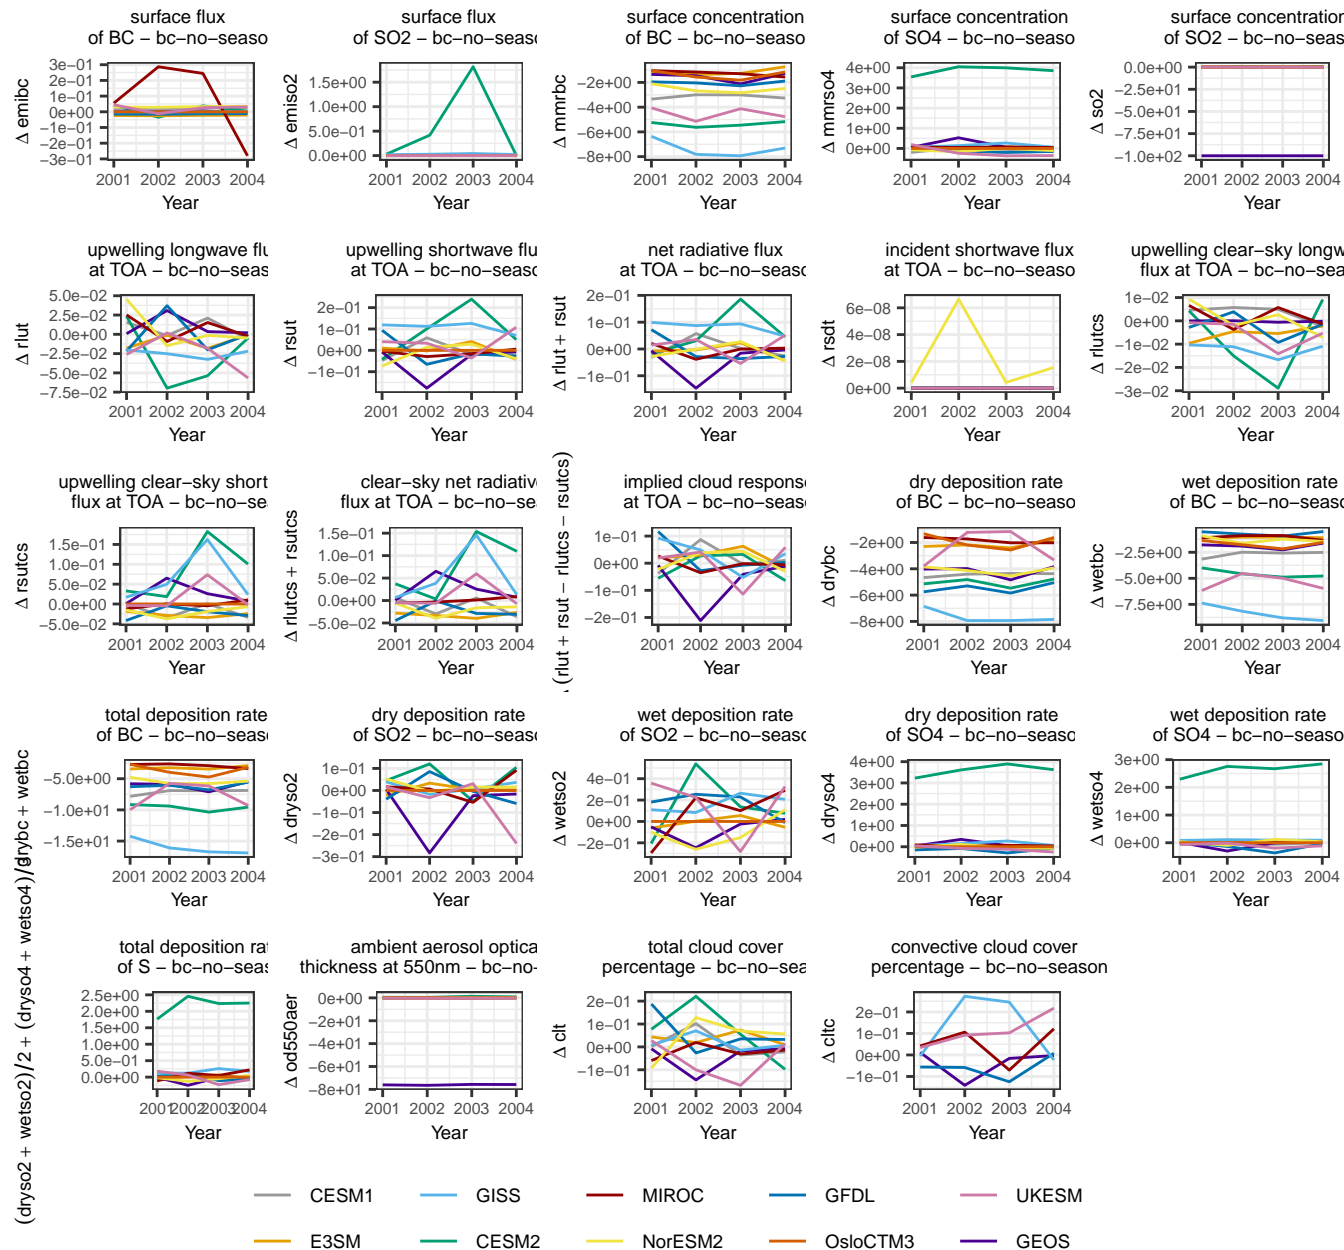 surface flux
of BC – bc–no–seaso
Δ emibc
3e–01
2e–01
1e–01
0e+00
–1e–01
–2e–01
–3e–01
2001 2002 2003 2004
Year
surface flux
of SO2 – bc–no–seaso
Δ emiso2
1.5e+00
1.0e+00
5.0e–01
0.0e+00
2001 2002 2003 2004
Year
surface concentration
of BC – bc–no–seaso
Δ mmrbc
–2e+00
–4e+00
–6e+00
–8e+00
2001 2002 2003 2004
Year
surface concentration
of SO4 – bc–no–seaso
Δ mmrso4
4e+00
3e+00
2e+00
1e+00
0e+00
2001 2002 2003 2004
Year
surface concentration
of SO2 – bc–no–seaso
Δ so2
0.0e+00
–2.5e+01
–5.0e+01
–7.5e+01
–1.0e+02
2001 2002 2003 2004
Year
upwelling longwave flu
at TOA – bc–no–seas
Δ rlut
5.0e–02
2.5e–02
0.0e+00
–2.5e–02
–5.0e–02
–7.5e–02
2001 2002 2003 2004
Year
upwelling shortwave flu
at TOA – bc–no–seaso
Δ rsut
2e–01
1e–01
0e+00
–1e–01
2001 2002 2003 2004
Year
net radiative flux
at TOA – bc–no–seaso
Δ rlut + rsut
2e–01
1e–01
0e+00
–1e–01
2001 2002 2003 2004
Year
incident shortwave flux
at TOA – bc–no–seaso
Δ rsdt
6e–08
4e–08
2e–08
0e+00
2001 2002 2003 2004
Year
upwelling clear–sky longw
flux at TOA – bc–no–sea
Δ rlutcs
1e–02
0e+00
–1e–02
–2e–02
–3e–02
2001 2002 2003 2004
Year
upwelling clear–sky short
flux at TOA – bc–no–se
Δ rsutcs
1.5e–01
1.0e–01
5.0e–02
0.0e+00
–5.0e–02
2001 2002 2003 2004
Year
clear–sky net radiative
flux at TOA – bc–no–se
Δ rlutcs + rsutcs
1.5e–01
1.0e–01
5.0e–02
0.0e+00
–5.0e–02
2001 2002 2003 2004
Year
implied cloud response
at TOA – bc–no–seaso
(rlut + rsut – rlutcs – rsutcs)
1e–01
0e+00
–1e–01
–2e–01
2001 2002 2003 2004
Year
dry deposition rate
of BC – bc–no–seaso
Δ drybc
–2e+00
–4e+00
–6e+00
–8e+00
2001 2002 2003 2004
Year
wet deposition rate
of BC – bc–no–seaso
Δ wetbc
–2.5e+00
–5.0e+00
–7.5e+00
2001 2002 2003 2004
Year
total deposition rate
of BC – bc–no–seaso
drybc + wetbc
–5.0e+00
–1.0e+01
–1.5e+01
2001 2002 2003 2004
Year
dry deposition rate
of SO2 – bc–no–seaso
Δ dryso2
1e–01
0e+00
–1e–01
–2e–01
–3e–01
2001 2002 2003 2004
Year
wet deposition rate
of SO2 – bc–no–seaso
Δ wetso2
4e–01
2e–01
0e+00
–2e–01
2001 2002 2003 2004
Year
dry deposition rate
of SO4 – bc–no–seaso
Δ dryso4
4e+00
3e+00
2e+00
1e+00
0e+00
2001 2002 2003 2004
Year
wet deposition rate
of SO4 – bc–no–seaso
Δ wetso4
3e+00
2e+00
1e+00
0e+00
2001 2002 2003 2004
Year
total deposition rat
of S – bc–no–seas
(dryso2 + wetso2)/2 + (dryso4 + wetso4)/3
2.5e+00
2.0e+00
1.5e+00
1.0e+00
5.0e–01
0.0e+00
2001 2002 2003 2004
Year
ambient aerosol optica
thickness at 550nm – bc–no–
Δ od550aer
0e+00
–2e+01
–4e+01
–6e+01
–8e+01
2001 2002 2003 2004
Year
total cloud cover
percentage – bc–no–sea
Δ clt
2e–01
1e–01
0e+00
–1e–01
2001 2002 2003 2004
Year
convective cloud cover
percentage – bc–no–season
Δ cltc
2e–01
1e–01
0e+00
–1e–01
2001 2002 2003 2004
Year
CESM1 GISS MIROC GFDL UKESM
E3SM CESM2 NorESM2 OsloCTM3 GEOS